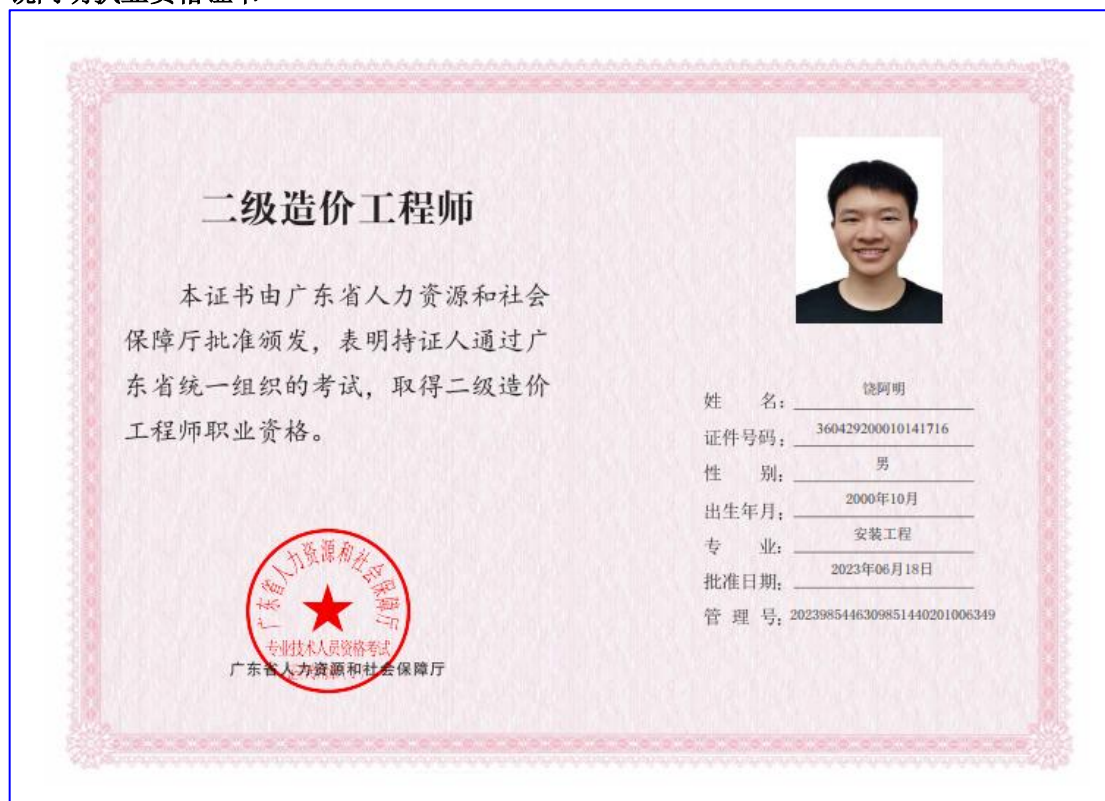 二级造价工程师
本证书由广东省人力资源和社会
保障厅批准颁发，表明持证人通过广
东省统一组织的考试，取得二级造价
工程师职业资格。
广东省人力资源和社会保障厅
专业技术人员资格考试
广东省人力资源和社会保障厅
姓 名：饶阿明
证件号码：360429200010141716
性 别：男
出生年月：2000年10月
专 业：安装工程
批准日期：2023年06月18日
管 理 号：2023985446309851440201006349